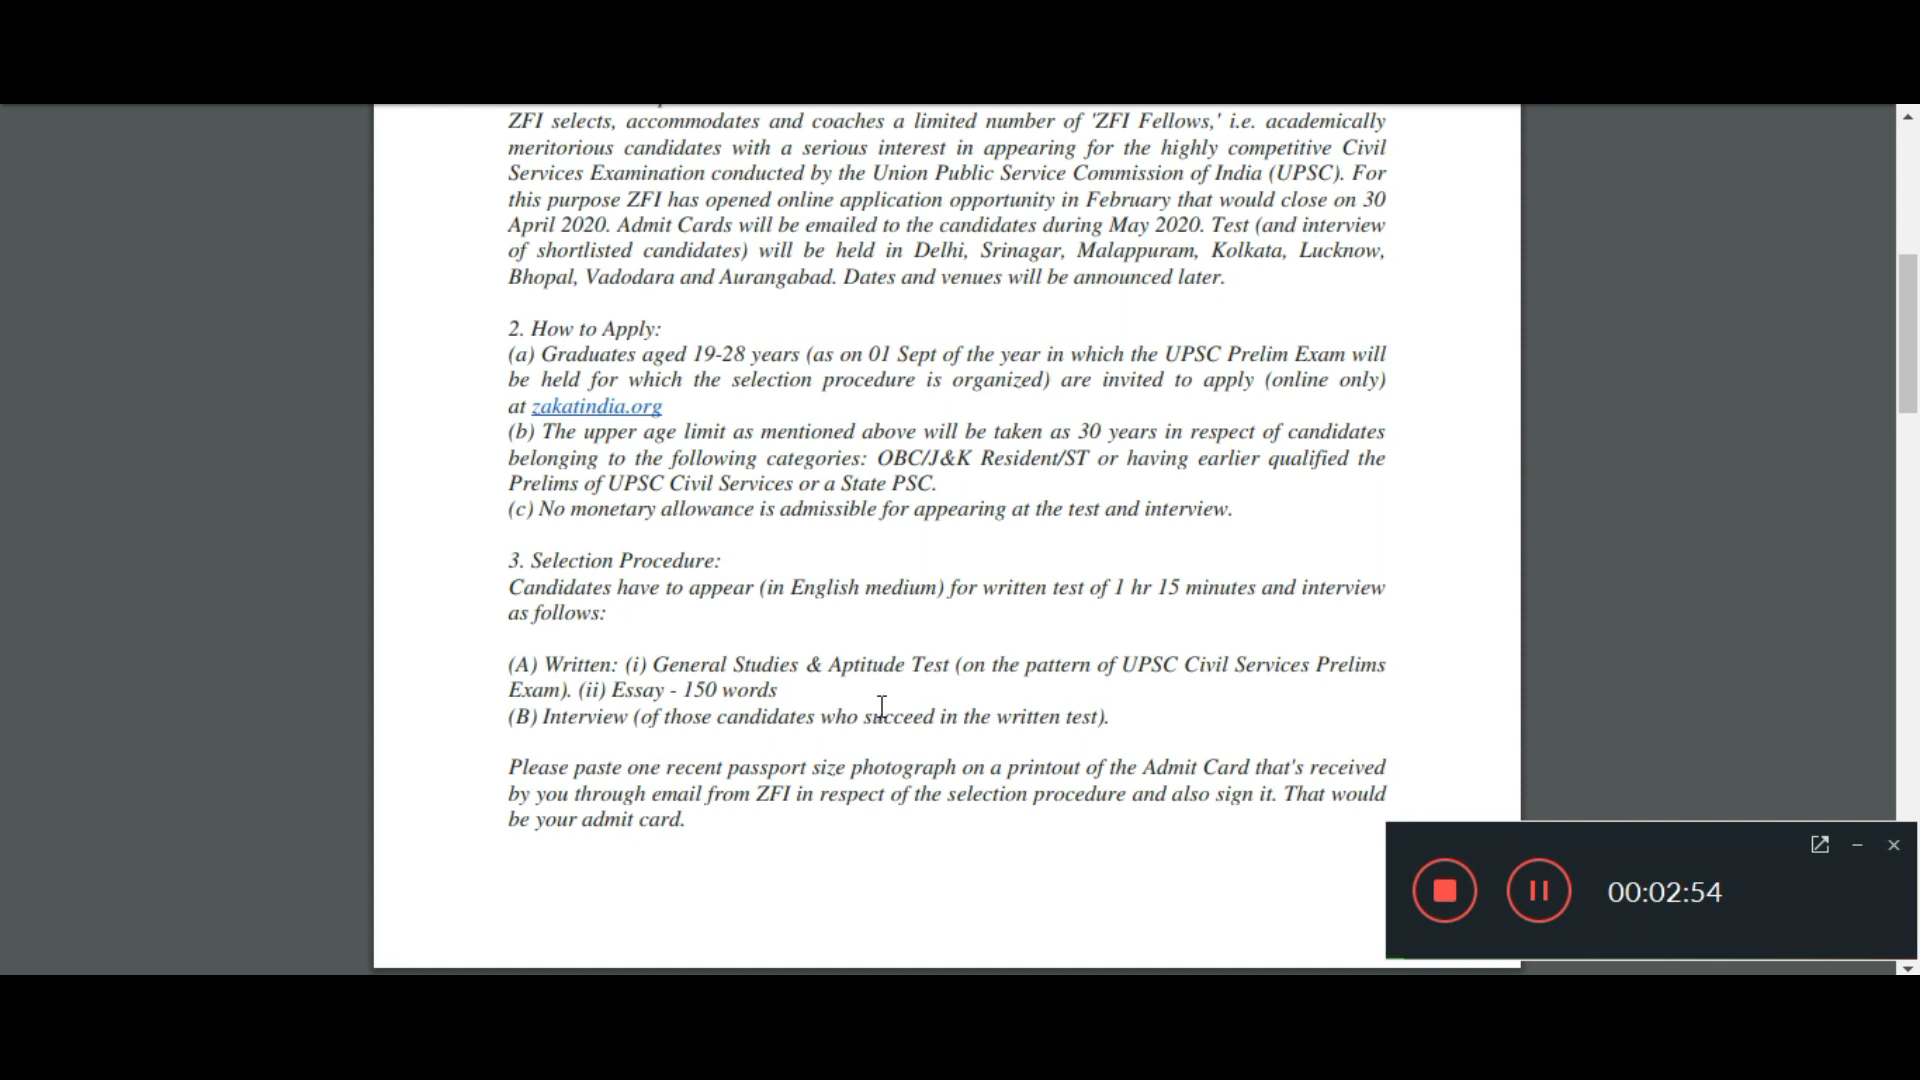 ZFI selects, accommodates and coaches a limited number of 'ZFI Fellows,' i.e. academically
meritorious candidates with a serious interest in appearing for the highly competitive Civil
Services Examination conducted by the Union Public Service Commission of India (UPSC). For
this purpose ZFI has opened online application opportunity in February that would close on 30
April 2020. Admit Cards will be emailed to the candidates during May 2020. Test (and interview
of shortlisted candidates) will be held in Delhi, Srinagar, Malappuram, Kolkata, Lucknow,
Bhopal, Vadodara and Aurangabad. Dates and venues will be announced later.
2. How to Apply:
(a) Graduates aged 19-28 years (as on 01 Sept of the year in which the UPSC Prelim Exam will
be held for which the selection procedure is organized) are invited to apply (online only)
at zakatindia.org
(b) The upper age limit as mentioned above will be taken as 30 years in respect of candidates
belonging to the following categories: OBC/J&K Resident/ST or having earlier qualified the
Prelims of UPSC Civil Services or a State PSC.
(c) No monetary allowance is admissible for appearing at the test and interview.
3. Selection Procedure:
Candidates have to appear (in English medium) for written test of 1 hr 15 minutes and interview
as follows:
(A) Written: (i) General Studies & Aptitude Test (on the pattern of UPSC Civil Services Prelims
Exam). (ii) Essay - 150 words
(B) Interview (of those candidates who succeed in the written test).
Please paste one recent passport size photograph on a printout of the Admit Card that's received
by you through email from ZFI in respect of the selection procedure and also sign it. That would
be your admit card.
00:02:54